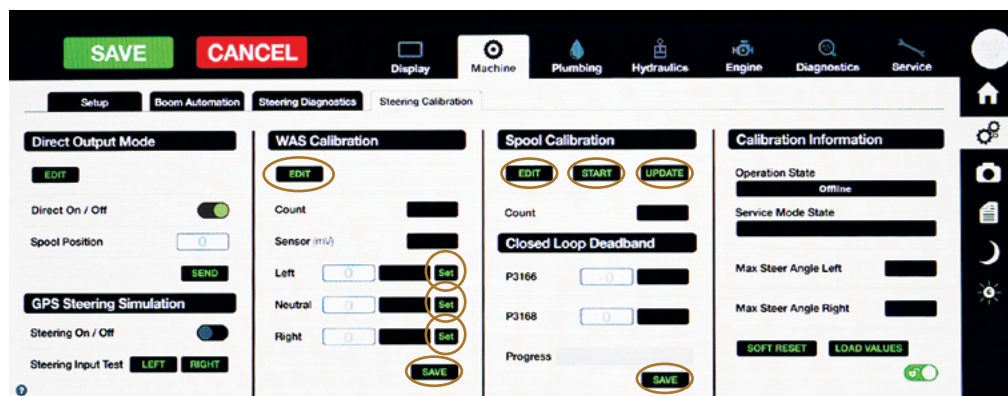 SAVE
CANCEL
Display
Machine
Plumbing
Hydraulics
Engine
Diagnostics
Service
Setup
Boom Automation
Steering Diagnostics
Steering Calibration
Direct Output Mode
EDIT
Direct On / Off
Spool Position
0
SEND
GPS Steering Simulation
Steering On / Off
Steering Input Test
LEFT
RIGHT
?
WAS Calibration
EDIT
Count
Sensor (mV)
Left
0
Set
Neutral
0
Set
Right
0
Set
SAVE
Spool Calibration
EDIT
START
UPDATE
Count
Closed Loop Deadband
P3166
-0
P3168
0
Progress
SAVE
Calibration Information
Operation State
Offline
Service Mode State
Max Steer Angle Left
Max Steer Angle Right
SOFT RESET
LOAD VALUES